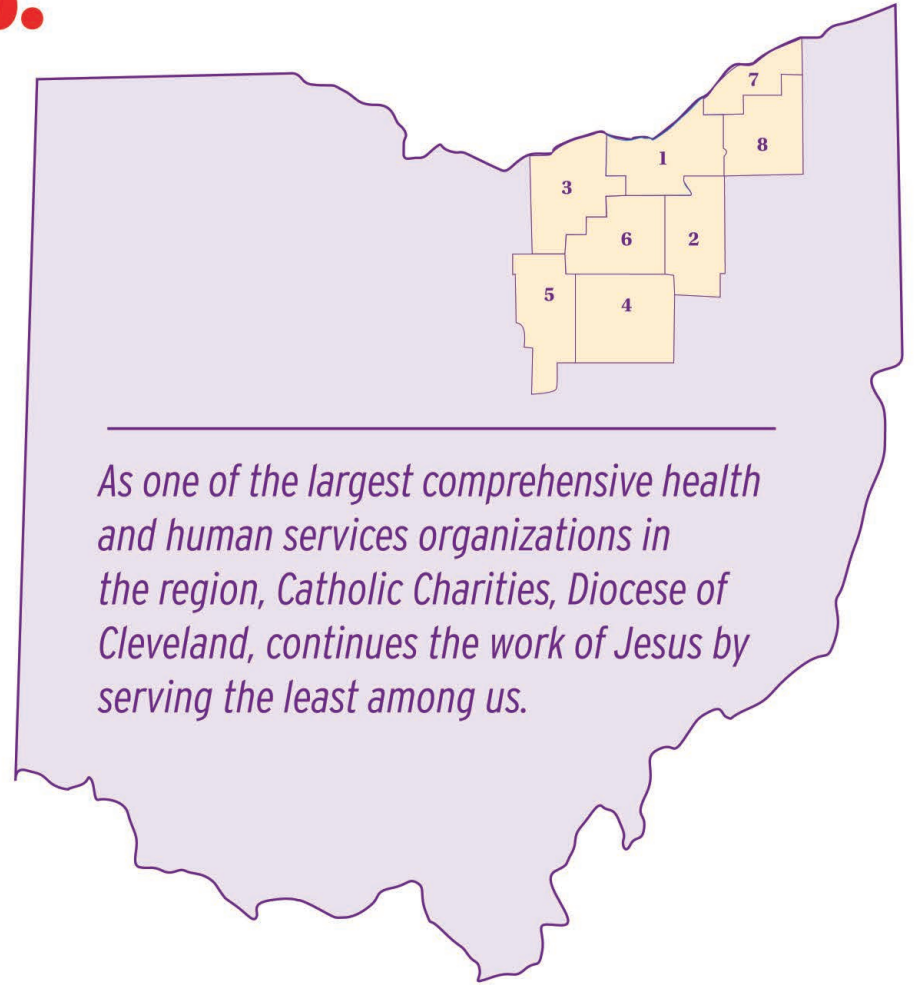 7
8
1
3
6
2
5
4
As one of the largest comprehensive health
and human services organizations in
the region, Catholic Charities, Diocese of
Cleveland, continues the work of Jesus by
serving the least among us.